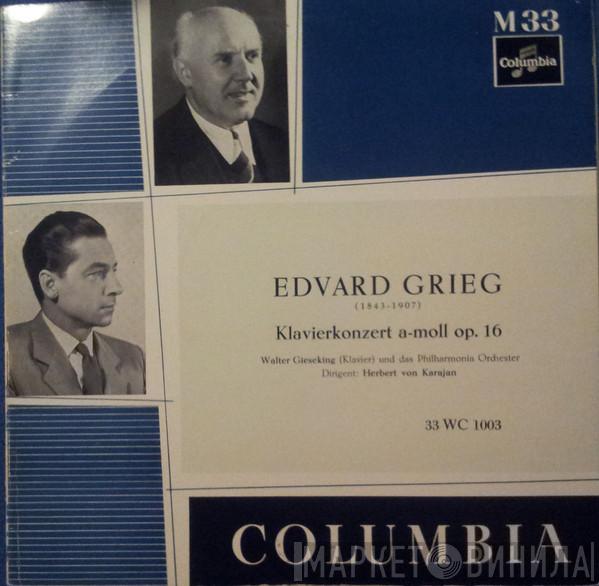 M 33
Columbia
EDVARD GRIEG
(1843-1907)
Klavierkonzert a-moll op. 16
Walter Gieseking (Klavier) und das Philharmonia Orchester
Dirigent: Herbert von Karajan
33 WC 1003
COLUMBIA
МАРКЕТ ВИНИЛА